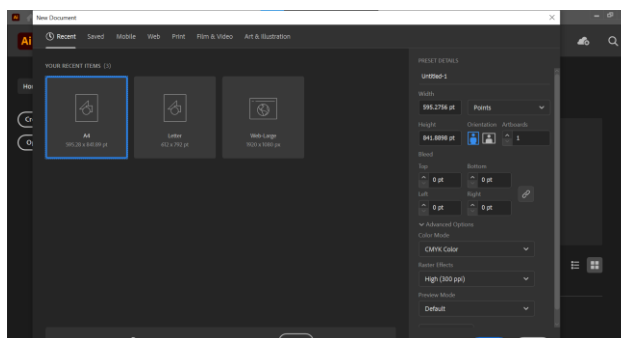 New Document
Ai
Recent Saved Mobile Web Print Film & Video Art & Illustration
YOUR RECENT ITEMS (3)
A4
595.28 x 841.89 pt
Letter
612 x 792 pt
Web-Large
1920 x 1080 px
PRESET DETAILS
Untitled-1
Width
595.2756 pt Points
Height Orientation Artboards
841.8898 pt 1
Bleed
Top Bottom
0 pt 0 pt
Left Right
0 pt 0 pt
Advanced Options
Color Mode
CMYK Color
Raster Effects
High (300 ppi)
Preview Mode
Default